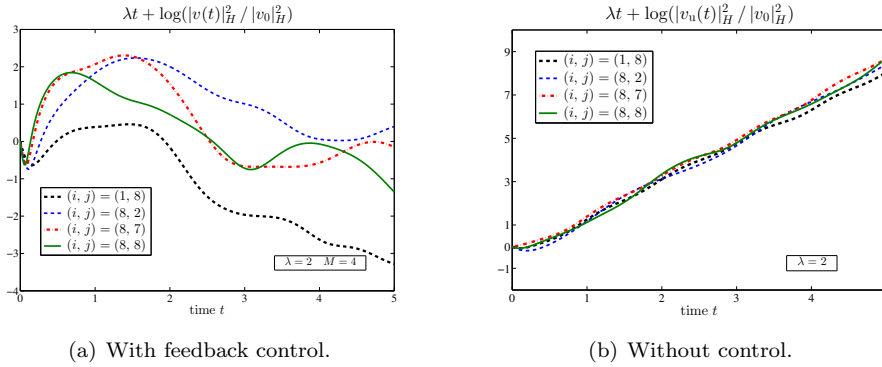 λt + log(|v(t)|²_H / |v₀|²_H)
3
2
1
0
−1
−2
−3
−4
(i, j) = (1, 8)
(i, j) = (8, 2)
(i, j) = (8, 7)
(i, j) = (8, 8)
λ = 2 M = 4
0 1 2 3 4 5
time t
(a) With feedback control.
λt + log(|v_u(t)|²_H / |v₀|²_H)
9
7
5
3
1
0
−1
(i, j) = (1, 8)
(i, j) = (8, 2)
(i, j) = (8, 7)
(i, j) = (8, 8)
λ = 2
0 1 2 3 4
time t
(b) Without control.